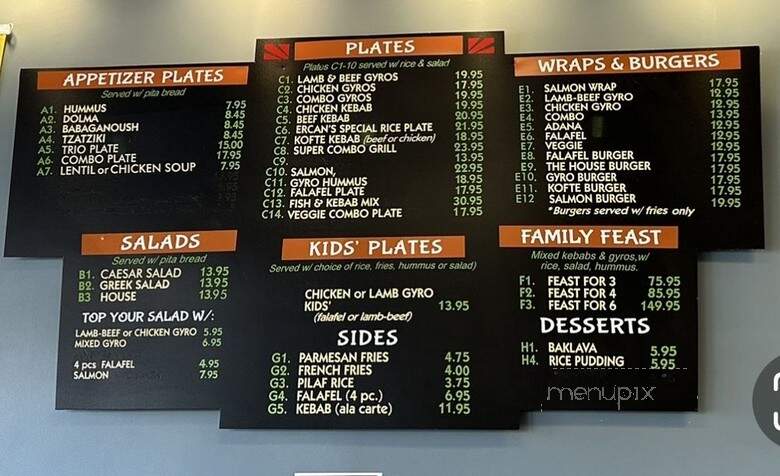 APPETIZER PLATES
Served w/ pita bread
A1. HUMMUS 7.95
A2. DOLMA 8.45
A3. BABAGANOUSH 8.45
A4. TZATZIKI 8.45
A5. TRIO PLATE 15.00
A6. COMBO PLATE 17.95
A7. LENTIL or CHICKEN SOUP 7.95
PLATES
Platus C1-10 served w/rice & salad
C1. LAMB & BEEF GYROS 19.95
C2. CHICKEN GYROS 17.95
C3. COMBO GYROS 19.95
C4. CHICKEN KEBAB 19.95
C5. BEEF KEBAB 20.95
C6. ERCAN'S SPECIAL RICE PLATE 21.95
C7. KOFTE KEBAB (beef or chicken) 18.95
C8. SUPER COMBO GRILL 23.95
C9. 13.95
C10. SALMON, 22.95
C11. GYRO HUMMUS 18.95
C12. FALAFEL PLATE 17.95
C13. FISH & KEBAB MIX 30.95
C14. VEGGIE COMBO PLATE 17.95
WRAPS & BURGERS
E1. SALMON WRAP 17.95
E2. LAMB-BEEF GYRO 12.95
E3. CHICKEN GYRO 12.95
E4. COMBO 13.95
E5. ADANA 12.95
E6. FALAFEL 12.95
E7. VEGGIE 12.95
E8. FALAFEL BURGER 17.95
E9. THE HOUSE BURGER 17.95
E10. GYRO BURGER 17.95
E11. KOFTE BURGER 17.95
E12 SALMON BURGER 19.95
*Burgers served w/ fries only
SALADS
Served w/pita bread
B1. CAESAR SALAD 13.95
B2. GREEK SALAD 13.95
B3 HOUSE 13.95
TOP YOUR SALAD W/:
LAMB-BEEF or CHICKEN GYRO 5.95
MIXED GYRO 6.95
4 pcs FALAFEL 4.95
SALMON 7.95
KIDS' PLATES
Served w/ choice of rice, fries, hummus or salad)
CHICKEN or LAMB GYRO
KIDS' 13.95
(falafel or lamb-beef)
SIDES
G1. PARMESAN FRIES 4.75
G2. FRENCH FRIES 4.00
G3. PILAF RICE 3.75
G4. FALAFEL (4 pc.) 6.95
G5. KEBAB (ala carte) 11.95
FAMILY FEAST
Mixed kebabs & gyros,w/
rice, salad, hummus.
F1. FEAST FOR 3 75.95
F2. FEAST FOR 4 85.95
F3. FEAST FOR 6 149.95
DESSERTS
H1. BAKLAVA 5.95
H4. RICE PUDDING 5.95
menupix